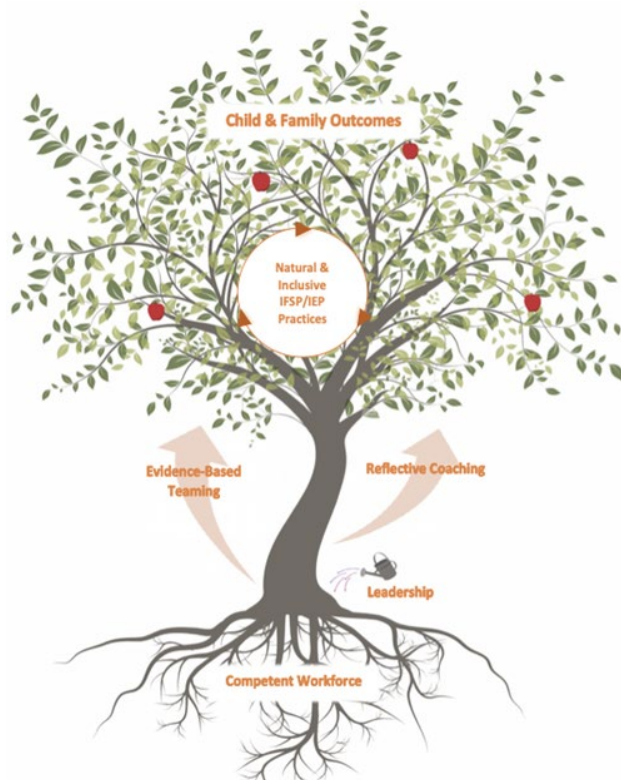 Child & Family Outcomes
Natural &
Inclusive
IFSP/IEP
Practices
Evidence-Based
Teaming
Reflective Coaching
Leadership
Competent Workforce